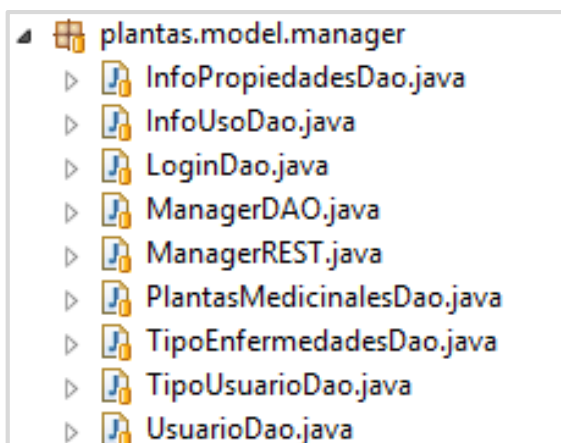 plantas.model.manager
InfoPropiedadesDao.java
InfoUsoDao.java
LoginDao.java
ManagerDAO.java
ManagerREST.java
PlantasMedicinalesDao.java
TipoEnfermedadesDao.java
TipoUsuarioDao.java
UsuarioDao.java